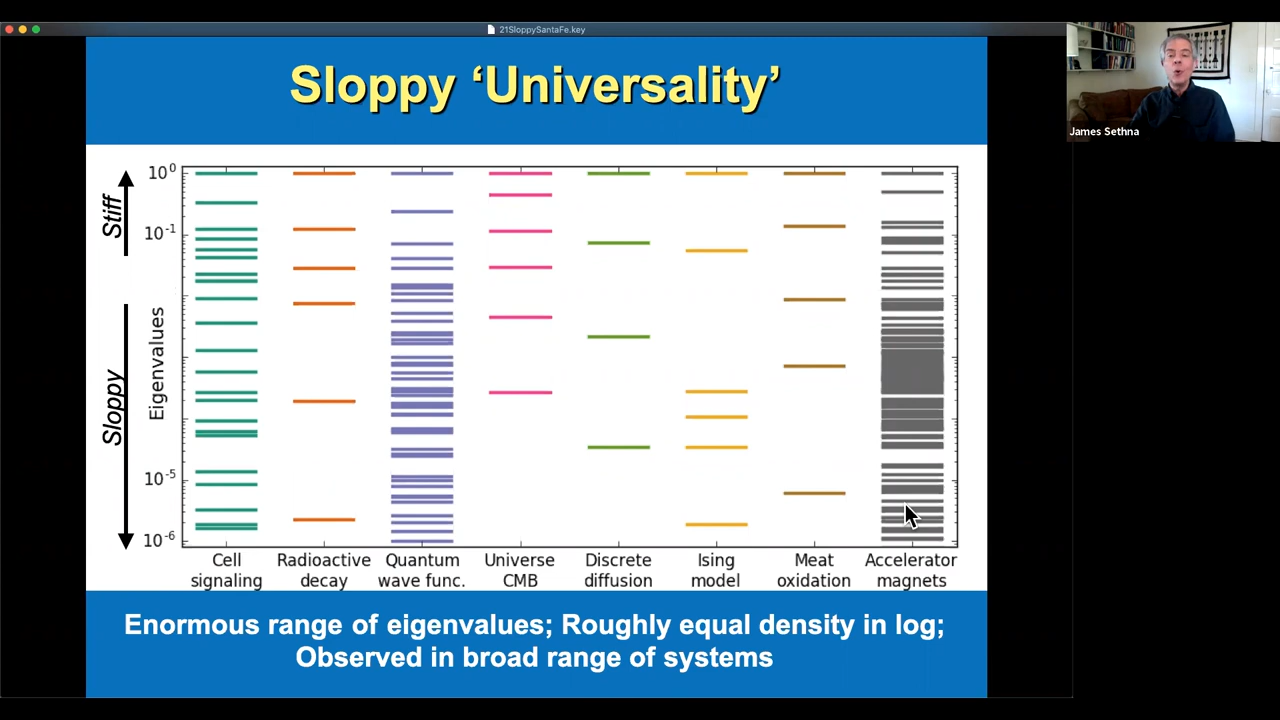 21SloppySantaFe.key
Sloppy ‘Universality’
James Sethna
Stiff
Sloppy
Eigenvalues
10^0
10^-1
10^-5
10^-6
Cell signaling
Radioactive decay
Quantum wave func.
Universe CMB
Discrete diffusion
Ising model
Meat oxidation
Accelerator magnets
Enormous range of eigenvalues; Roughly equal density in log;
Observed in broad range of systems